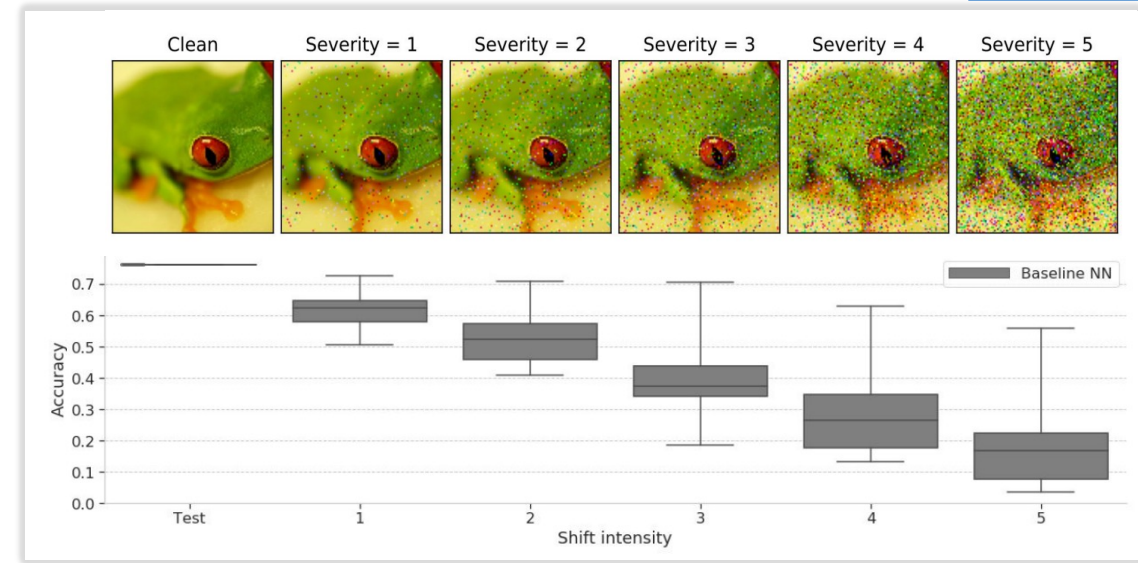 Clean Severity = 1 Severity = 2 Severity = 3 Severity = 4 Severity = 5
Baseline NN
0.7
0.6
0.5
0.4
0.3
0.2
0.1
0.0
Accuracy
Test 1 2 3 4 5
Shift intensity